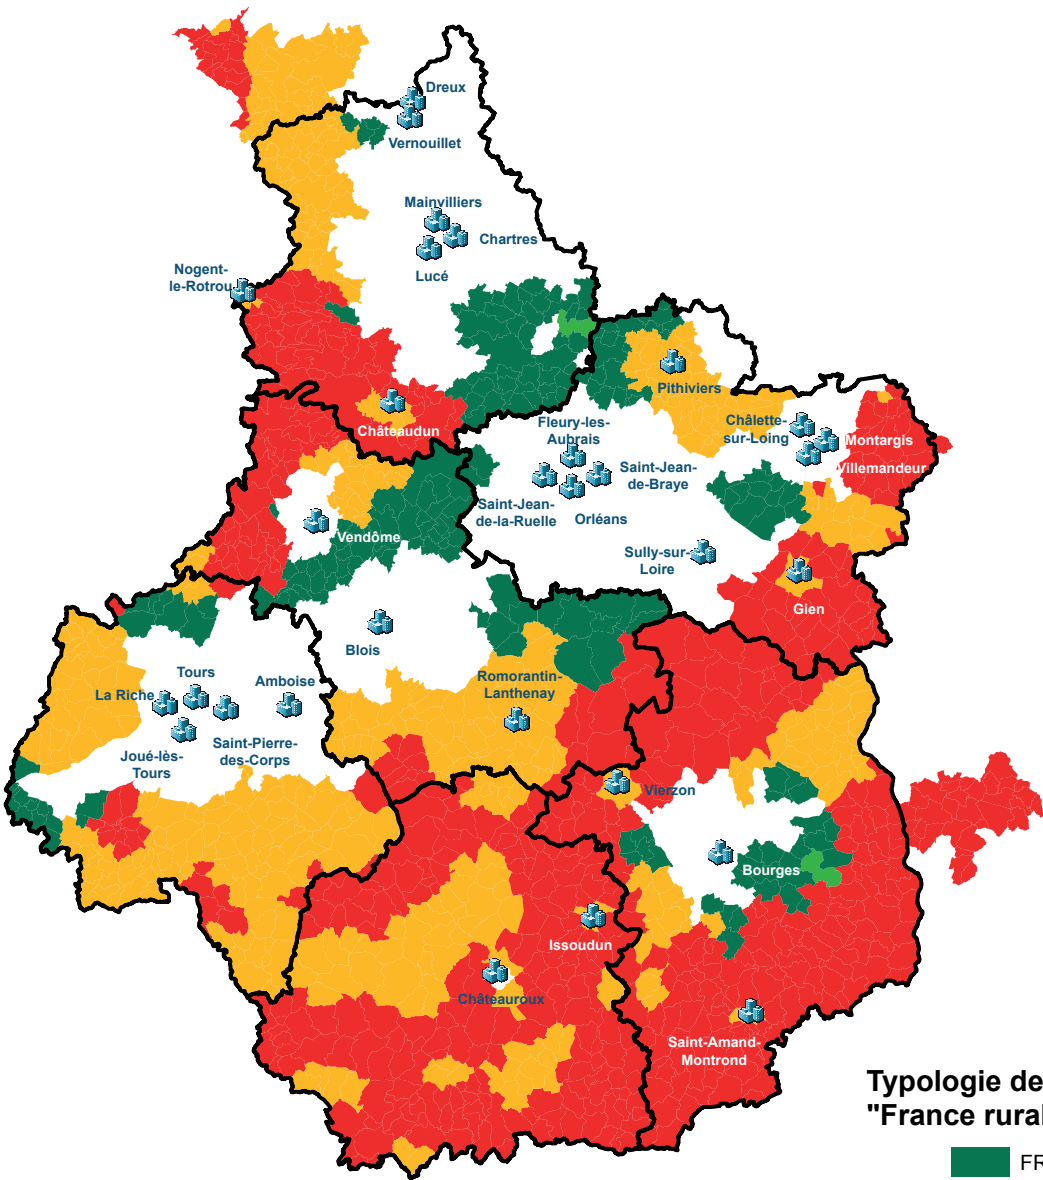 Dreux
Vernouillet
Mainvilliers
Chartres
Lucé
Nogent-
le-Rotrou
Pithiviers
Châteaudun
Fleury-les-
Aubrais
Châlette-
sur-Loing
Montargis
Villemandeur
Saint-Jean-
de-Braye
Saint-Jean-
de-la-Ruelle
Orléans
Vendôme
Sully-sur-
Loire
Gien
Blois
Tours
La Riche
Amboise
Romorantin-
Lanthenay
Joué-lès-
Tours
Saint-Pierre-
des-Corps
Vierzon
Bourges
Issoudun
Châteauroux
Saint-Amand-
Montrond
Typologie de
"France rural
FR